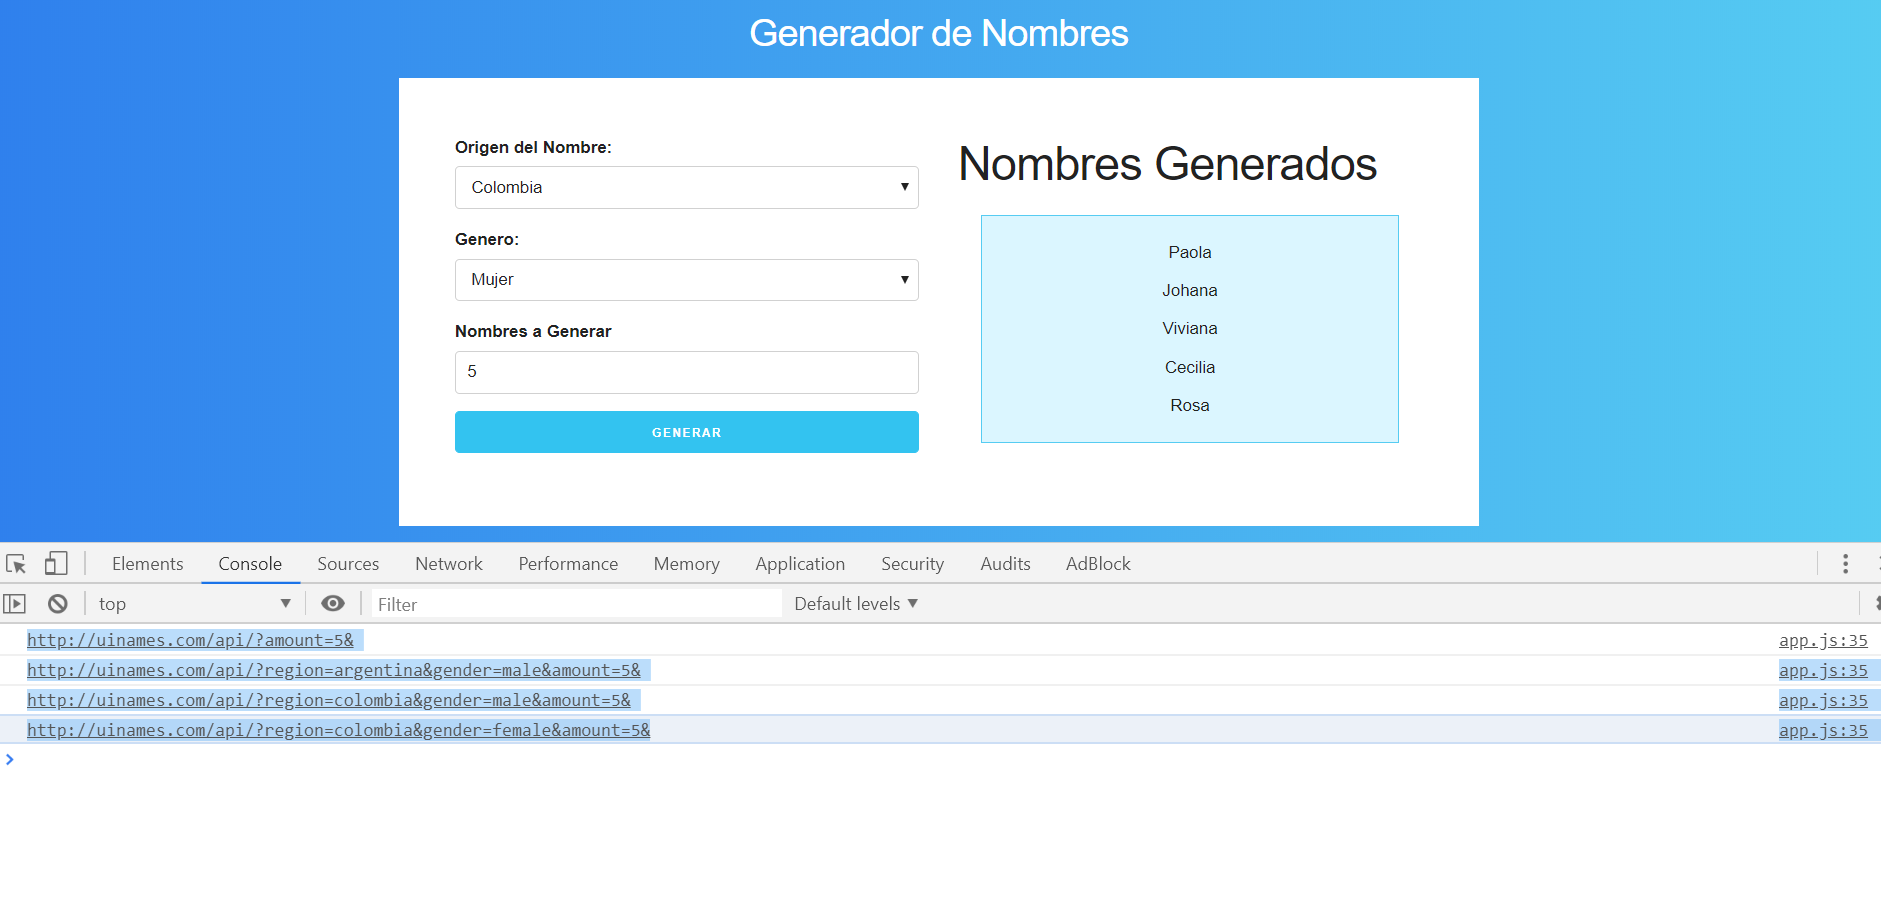 Generador de Nombres
Origen del Nombre:
Colombia
Genero:
Mujer
Nombres a Generar
5
GENERAR
Nombres Generados
Paola
Johana
Viviana
Cecilia
Rosa
Elements Console Sources Network Performance Memory Application Security Audits AdBlock
top Filter Default levels
http://uinames.com/api/?amount=5& app.js:35
http://uinames.com/api/?region=argentina&gender=male&amount=5& app.js:35
http://uinames.com/api/?region=colombia&gender=male&amount=5& app.js:35
http://uinames.com/api/?region=colombia&gender=female&amount=5& app.js:35